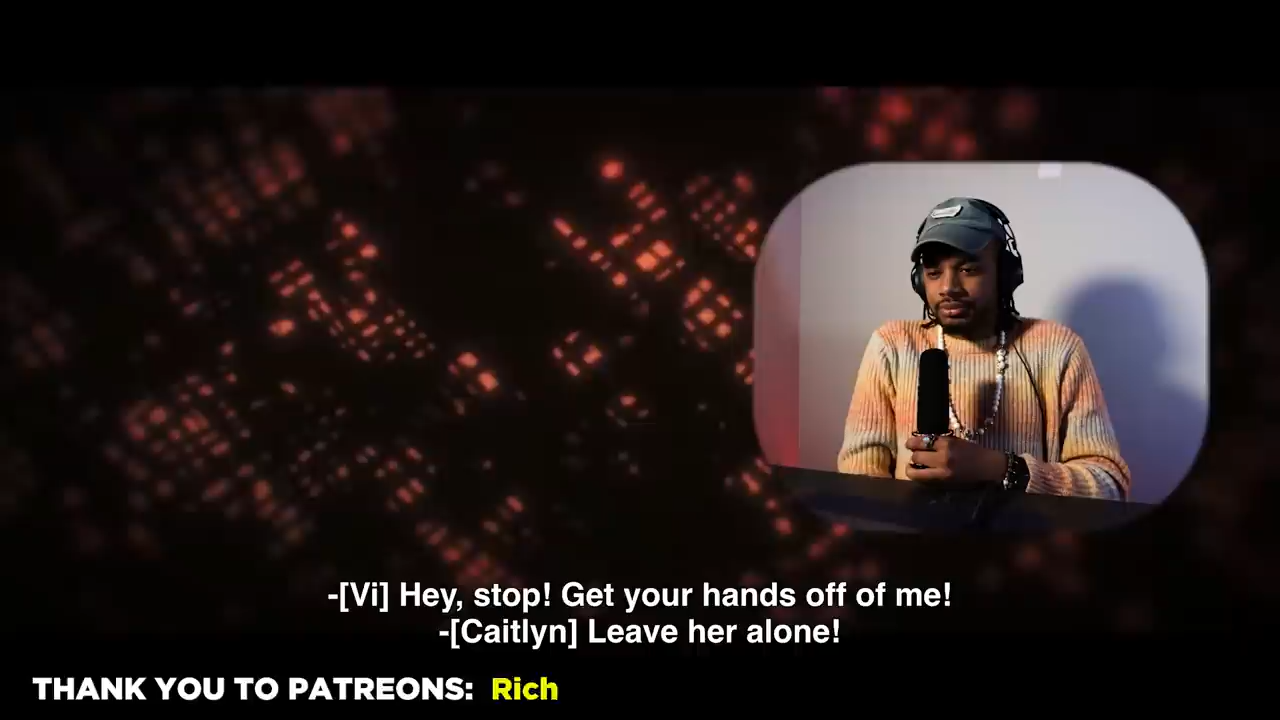 -[Vi] Hey, stop! Get your hands off of me!
-[Caitlyn] Leave her alone!
THANK YOU TO PATREONS: Rich